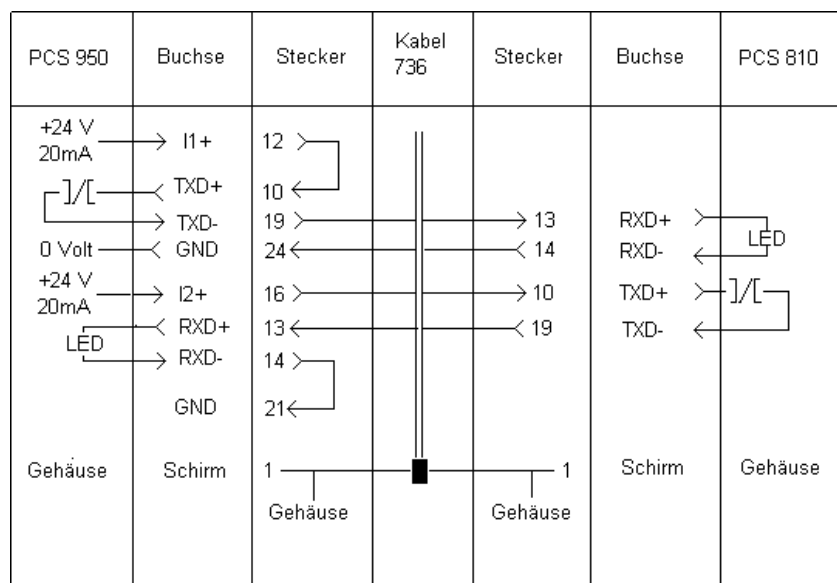 PCS 950 Buchse Stecker Kabel 736 Stecker Buchse PCS 810
+24 V
20mA I1+ 12
TXD+ 10
TXD- 19 13 RXD+
LED
0 Volt GND 24 14 RXD-
+24 V
20mA I2+ 16 10 TXD+
RXD+ 13 19 TXD-
LED
RXD- 14
GND 21
Gehäuse Schirm 1 1 Schirm Gehäuse
Gehäuse Gehäuse